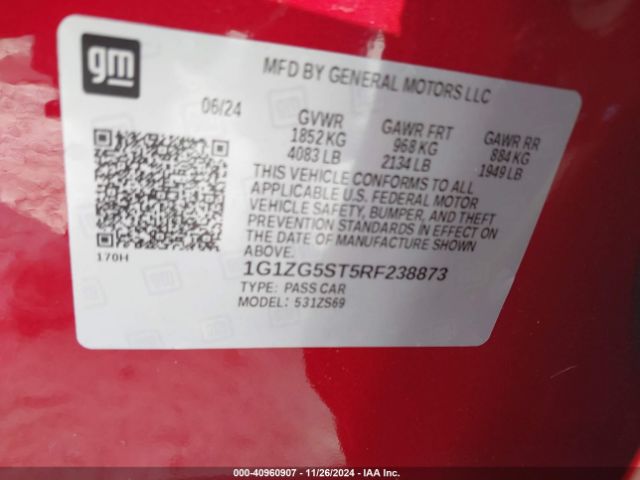 gm
MFD BY GENERAL MOTORS LLC
06/24
GVWR
1852 KG
4083 LB
GAWR FRT
968 KG
2134 LB
GAWR RR
884 KG
1949 LB
THIS VEHICLE CONFORMS TO ALL
APPLICABLE U.S. FEDERAL MOTOR
VEHICLE SAFETY, BUMPER, AND THEFT
PREVENTION STANDARDS IN EFFECT ON
THE DATE OF MANUFACTURE SHOWN
ABOVE.
170H
1G1ZG5ST5RF238873
TYPE: PASS CAR
MODEL: 531ZS69
000-40960907 - 11/26/2024 - IAA Inc.